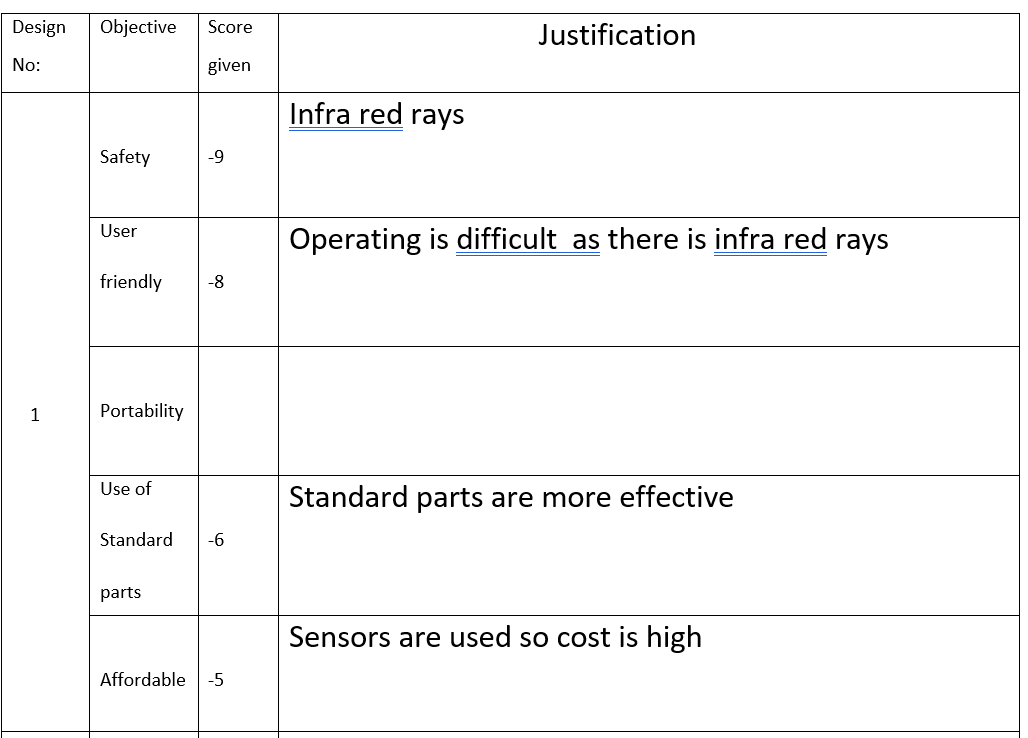 Design
No:
Objective
Score
given
Justification
1
Safety
-9
Infra red rays
User
friendly
-8
Operating is difficult  as there is infra red rays
Portability
Use of
Standard
parts
-6
Standard parts are more effective
Affordable
-5
Sensors are used so cost is high